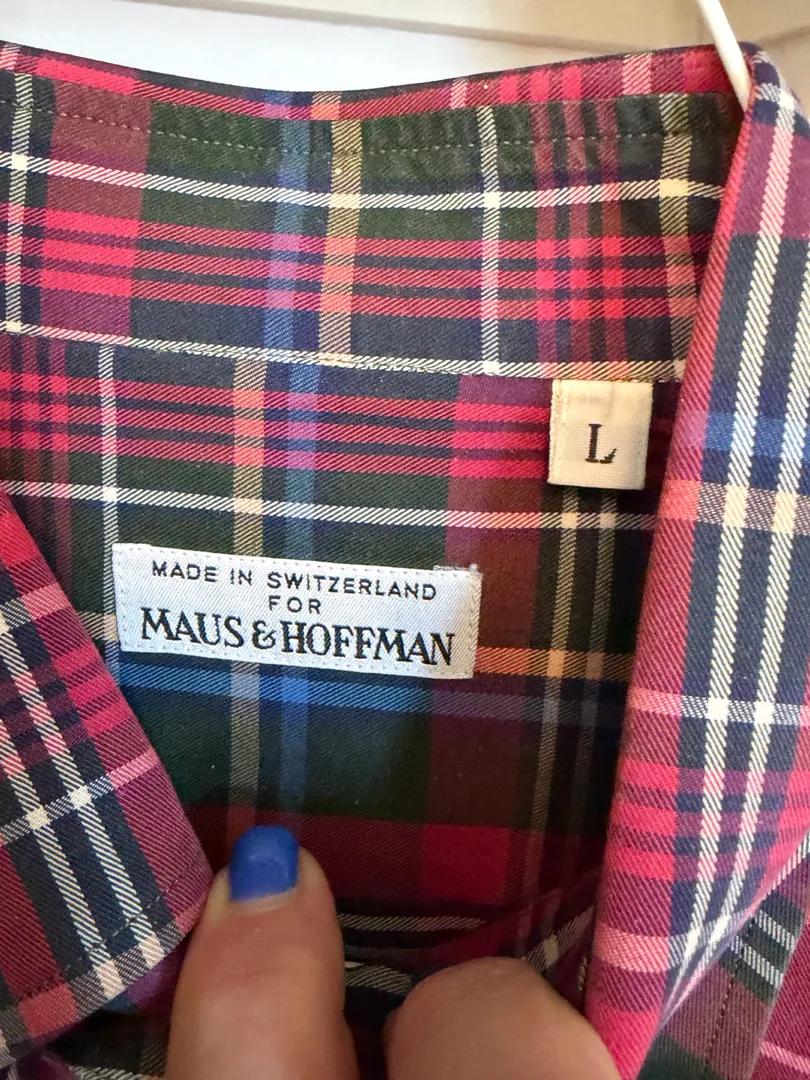 L
MADE IN SWITZERLAND
FOR
MAUS & HOFFMAN